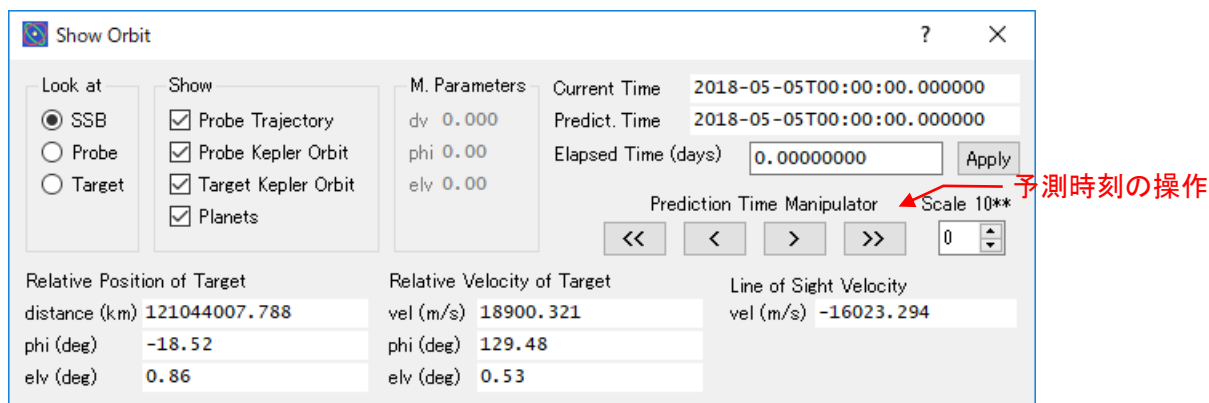 Show Orbit ? ×
Look at
SSB
Probe
Target
Show
Probe Trajectory
Probe Kepler Orbit
Target Kepler Orbit
Planets
M. Parameters
dv 0.000
phi 0.00
elv 0.00
Current Time 2018-05-05T00:00:00.000000
Predict. Time 2018-05-05T00:00:00.000000
Elapsed Time (days) 0.00000000 Apply
予測時刻の操作
Prediction Time Manipulator Scale 10**
<< < > >> 0
Relative Position of Target
distance (km) 121044007.788
phi (deg) -18.52
elv (deg) 0.86
Relative Velocity of Target
vel (m/s) 18900.321
phi (deg) 129.48
elv (deg) 0.53
Line of Sight Velocity
vel (m/s) -16023.294